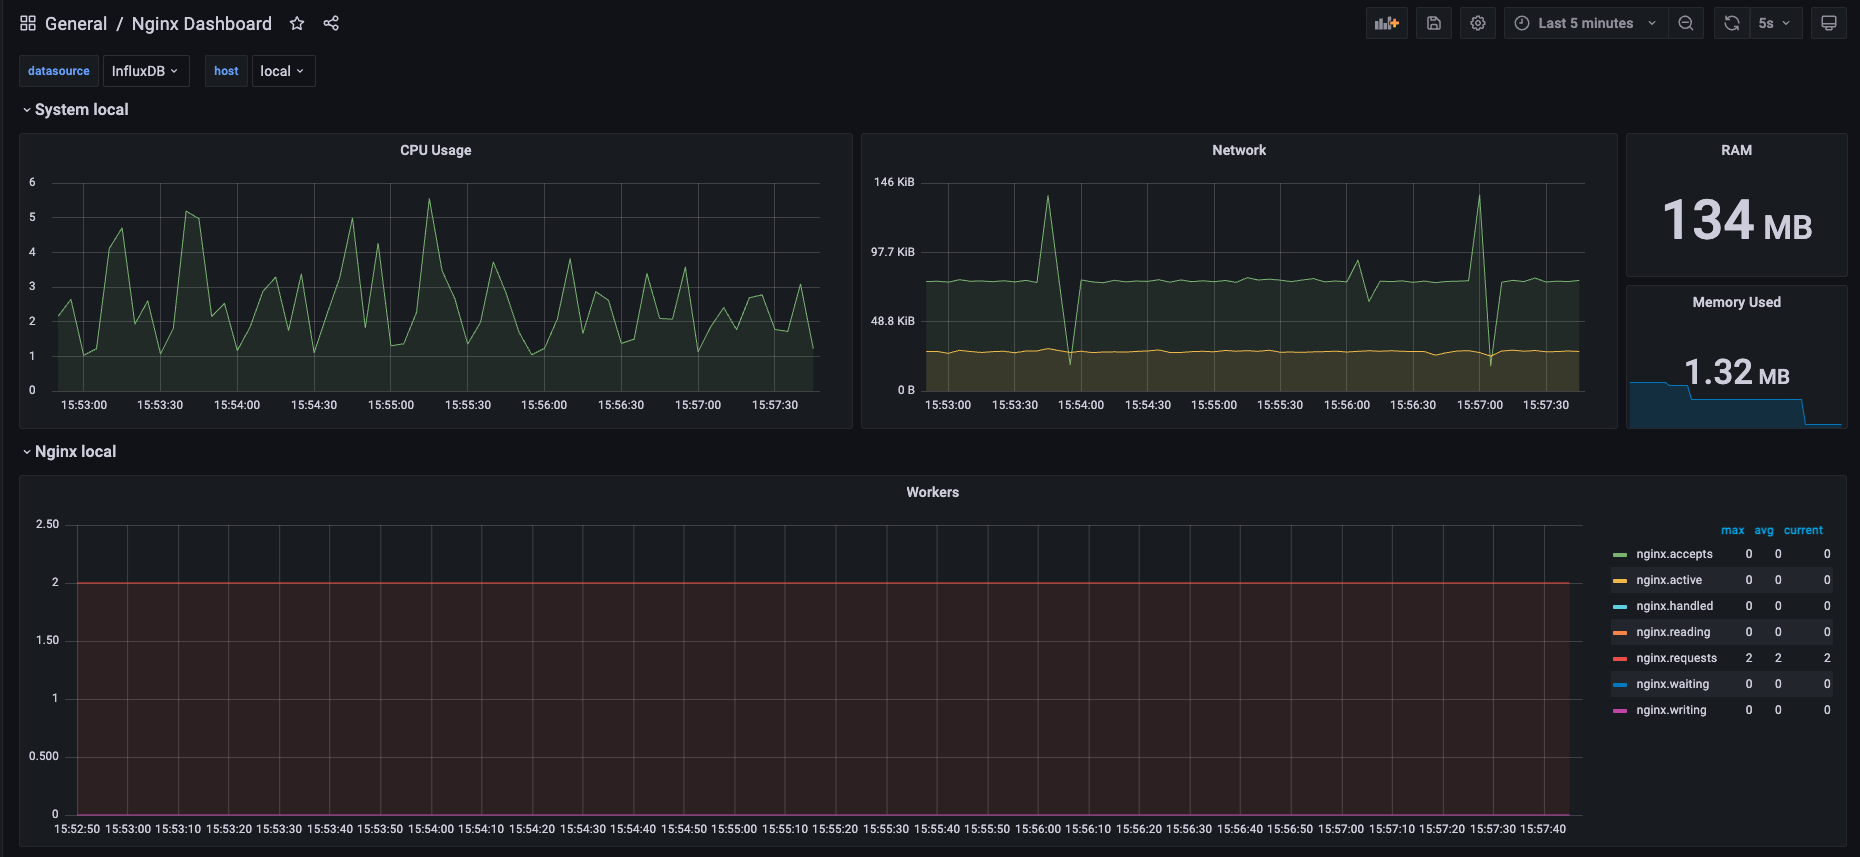 General / Nginx Dashboard
Last 5 minutes
5s
datasource InfluxDB host local
System local
CPU Usage
6
5
4
3
2
1
0
15:53:00 15:53:30 15:54:00 15:54:30 15:55:00 15:55:30 15:56:00 15:56:30 15:57:00 15:57:30
Network
146 KiB
97.7 KiB
48.8 KiB
0 B
15:53:00 15:53:30 15:54:00 15:54:30 15:55:00 15:55:30 15:56:00 15:56:30 15:57:00 15:57:30
RAM
134 MB
Memory Used
1.32 MB
Nginx local
Workers
2.50
2
1.50
1
0.500
0
15:52:50 15:53:00 15:53:10 15:53:20 15:53:30 15:53:40 15:53:50 15:54:00 15:54:10 15:54:20 15:54:30 15:54:40 15:54:50 15:55:00 15:55:10 15:55:20 15:55:30 15:55:40 15:55:50 15:56:00 15:56:10 15:56:20 15:56:30 15:56:40 15:56:50 15:57:00 15:57:10 15:57:20 15:57:30 15:57:40
max avg current
nginx.accepts 0 0 0
nginx.active 0 0 0
nginx.handled 0 0 0
nginx.reading 0 0 0
nginx.requests 2 2 2
nginx.waiting 0 0 0
nginx.writing 0 0 0